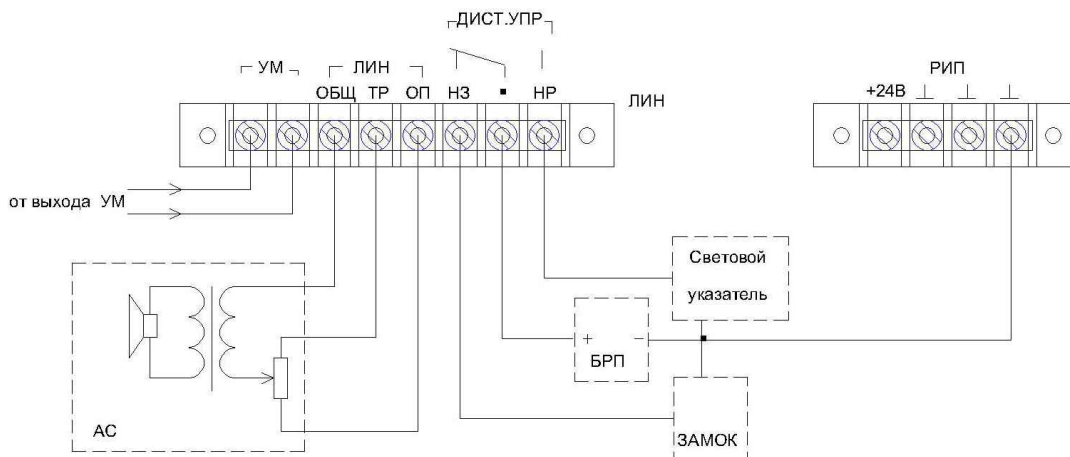 ДИСТ.УПР
УМ
ЛИН
РИП
ОБЩ ТР ОП НЗ НР
ЛИН
+24В
от выхода УМ
Световой
указатель
+ −
БРП
АС
ЗАМОК